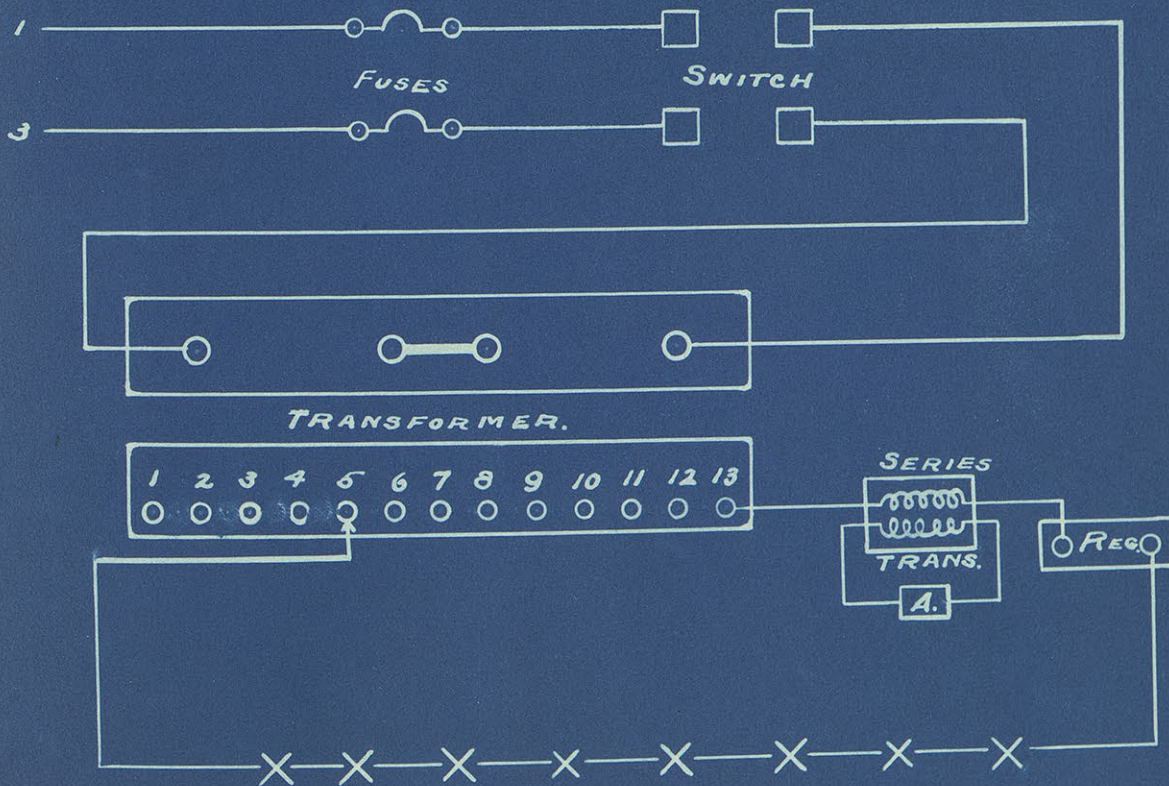 1
FUSES SWITCH
3
TRANSFORMER.
1 2 3 4 5 6 7 8 9 10 11 12 13
SERIES
TRANS.
REG.
A.